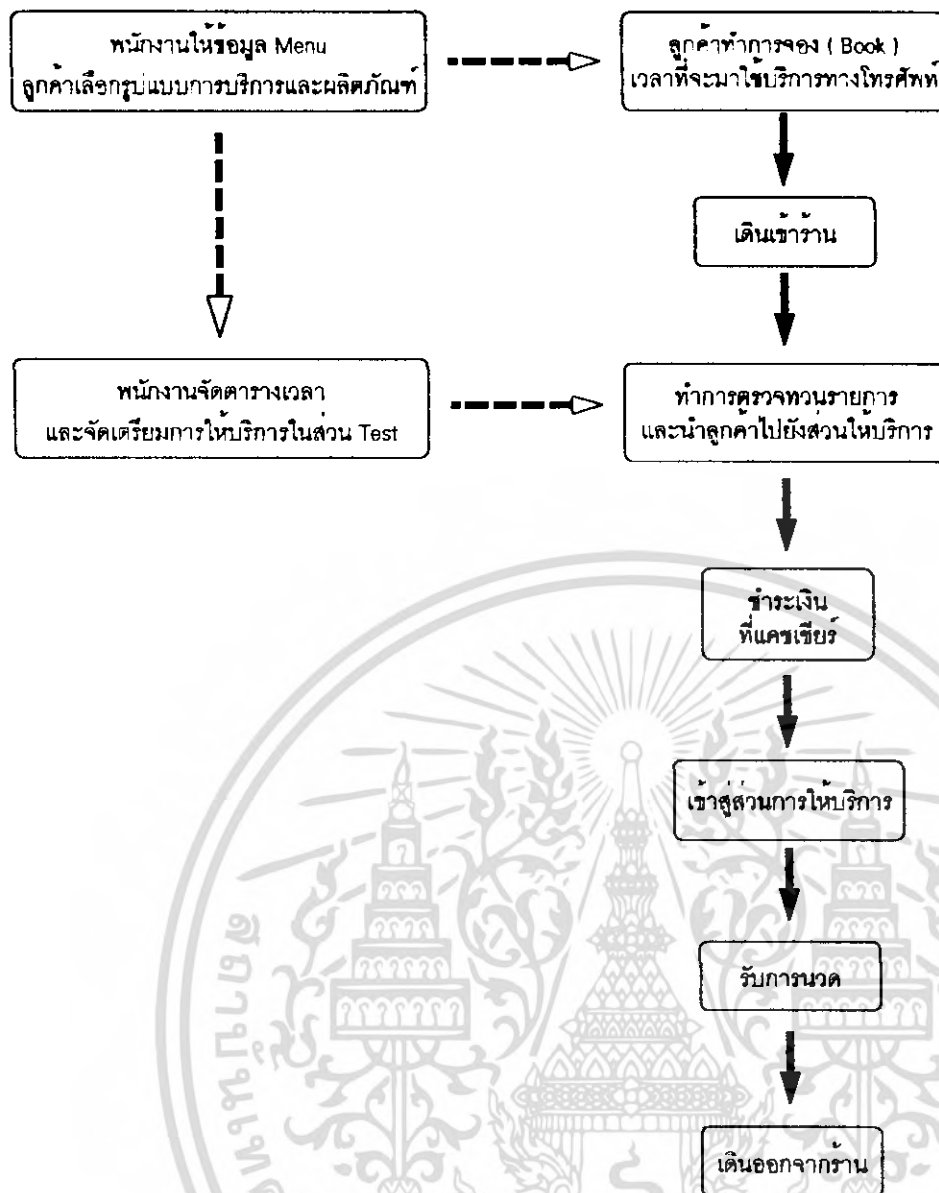 พนักงานให้ข้อมูล Menu
ลูกค้าเลือกรูปแบบการบริการและผลิตภัณฑ์
ลูกค้าทำการจอง ( Book )
เวลาที่จะมาใช้บริการทางโทรศัพท์
เดินเข้าร้าน
พนักงานจัดตารางเวลา
และจัดเตรียมการให้บริการในส่วน Test
ทำการตรวจทวนรายการ
และนำลูกค้าไปยังส่วนให้บริการ
ชำระเงิน
ที่แคชเชียร์
เข้าสู่ส่วนการให้บริการ
รับการนวด
เดินออกจากร้าน
สถาบันเท